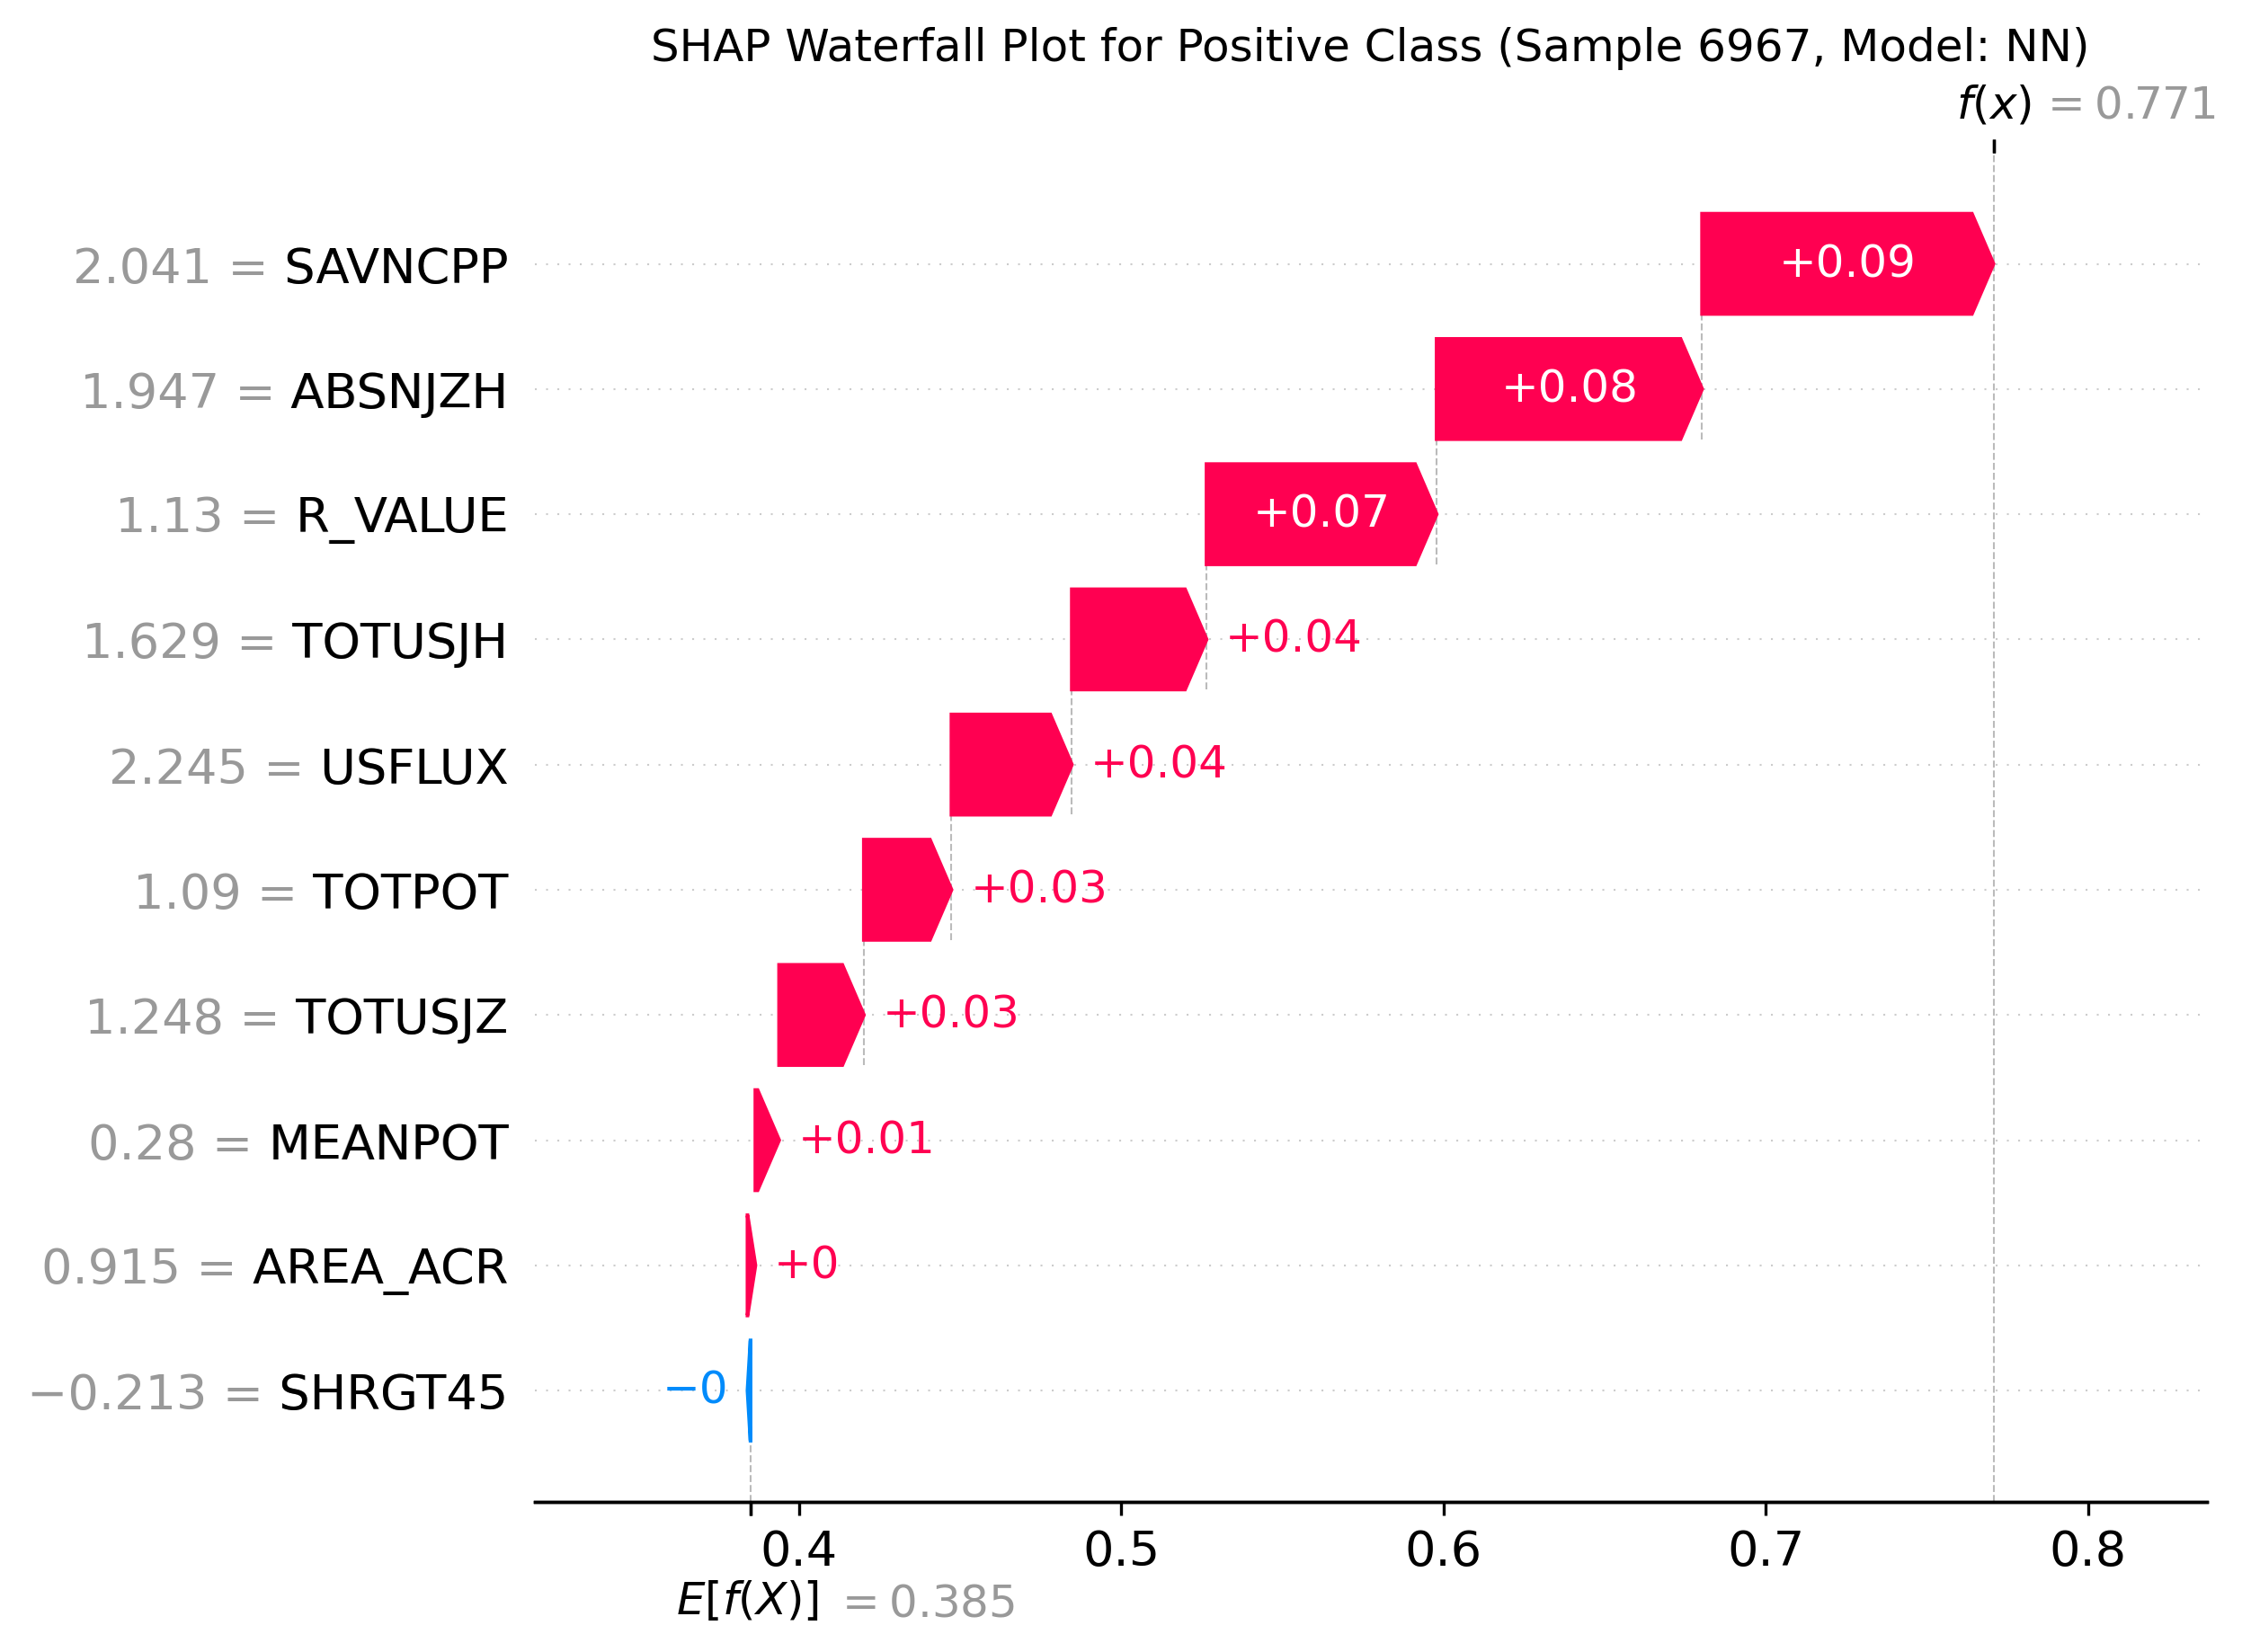 SHAP Waterfall Plot for Positive Class (Sample 6967, Model: NN)
f(x) = 0.771
2.041 = SAVNCPP +0.09
1.947 = ABSNJZH +0.08
1.13 = R_VALUE +0.07
1.629 = TOTUSJH +0.04
2.245 = USFLUX +0.04
1.09 = TOTPOT +0.03
1.248 = TOTUSJZ +0.03
0.28 = MEANPOT +0.01
0.915 = AREA_ACR +0
−0.213 = SHRGT45 −0
0.4 0.5 0.6 0.7 0.8
E[f(X)] = 0.385